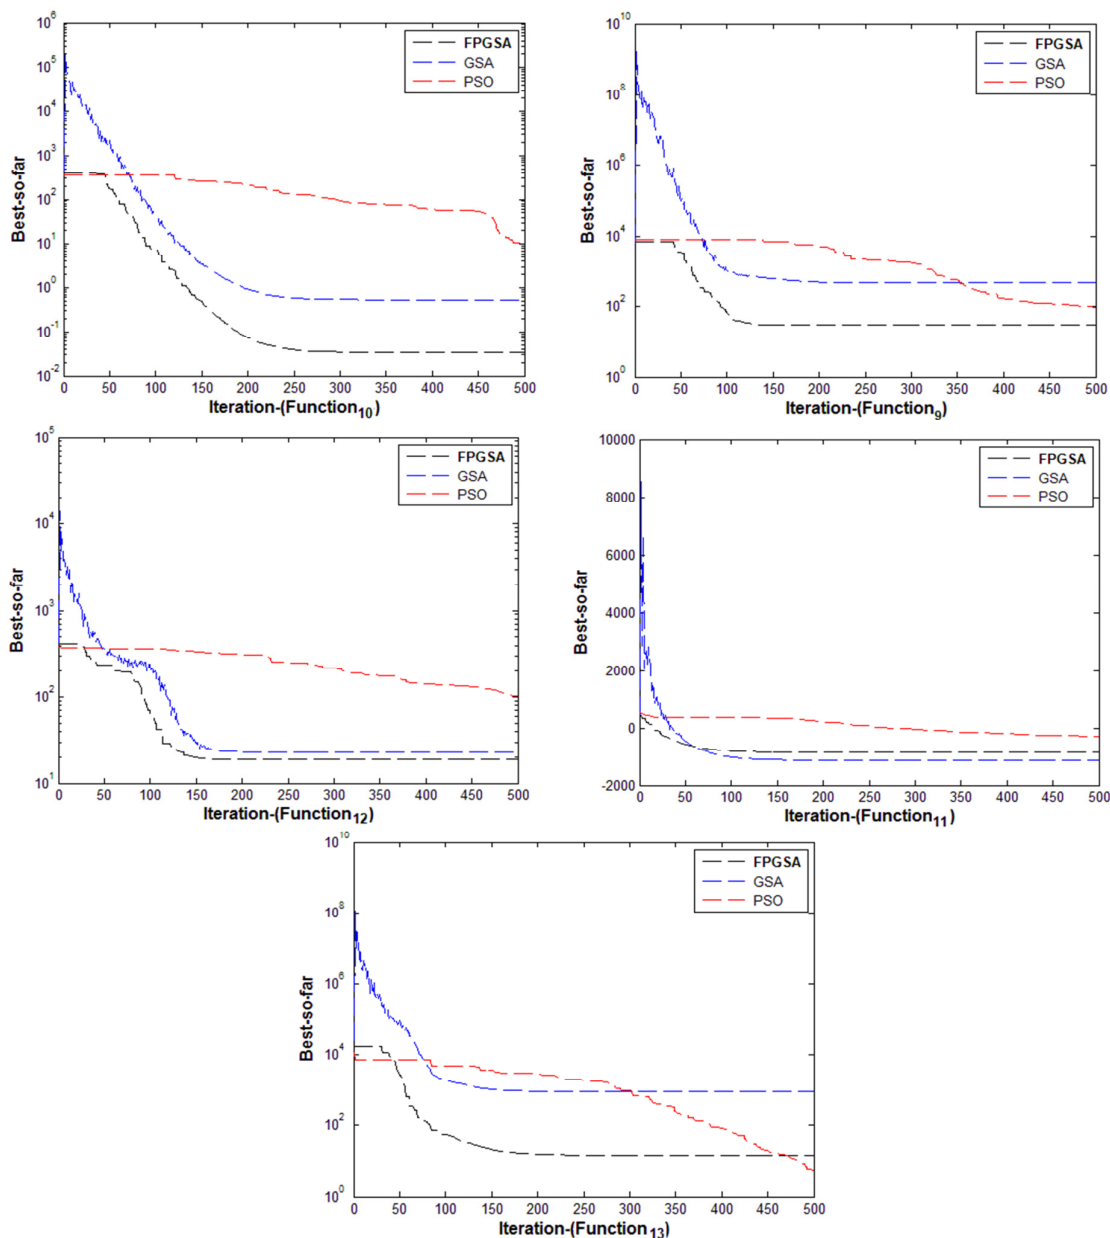 10^6
10^5
10^4
10^3
10^2
10^1
10^0
10^-1
10^-2
Best-so-far
FPGSA
GSA
PSO
0 50 100 150 200 250 300 350 400 450 500
Iteration-(Function10)
10^10
10^8
10^6
10^4
10^2
10^0
Best-so-far
FPGSA
GSA
PSO
0 50 100 150 200 250 300 350 400 450 500
Iteration-(Function9)
10^5
10^4
10^3
10^2
10^1
Best-so-far
FPGSA
GSA
PSO
0 50 100 150 200 250 300 350 400 450 500
Iteration-(Function12)
10000
8000
6000
4000
2000
0
-2000
Best-so-far
FPGSA
GSA
PSO
0 50 100 150 200 250 300 350 400 450 500
Iteration-(Function11)
10^10
10^8
10^6
10^4
10^2
10^0
Best-so-far
FPGSA
GSA
PSO
0 50 100 150 200 250 300 350 400 450 500
Iteration-(Function13)